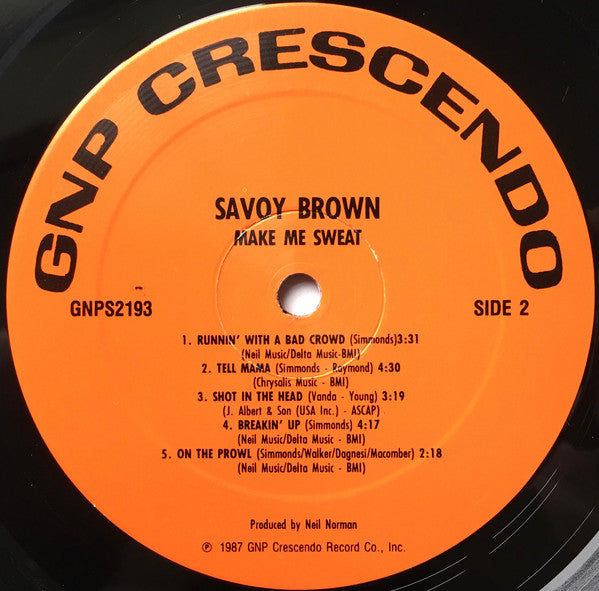 GNP CRESCENDO
SAVOY BROWN
MAKE ME SWEAT
GNPS2193
SIDE 2
1. RUNNIN' WITH A BAD CROWD (Simmonds)3:31
(Neil Music/Delta Music-BMI)
2. TELL MAMA (Simmonds - Raymond) 4:30
(Chrysalis Music - BMI)
3. SHOT IN THE HEAD (Vanda - Young) 3:19
(J. Albert & Son (USA Inc.) - ASCAP)
4. BREAKIN' UP (Simmonds) 4:17
(Neil Music/Delta Music - BMI)
5. ON THE PROWL (Simmonds/Walker/Dagnesi/Macomber) 2:18
(Neil Music/Delta Music - BMI)
Produced by Neil Norman
℗ 1987 GNP Crescendo Record Co., Inc.